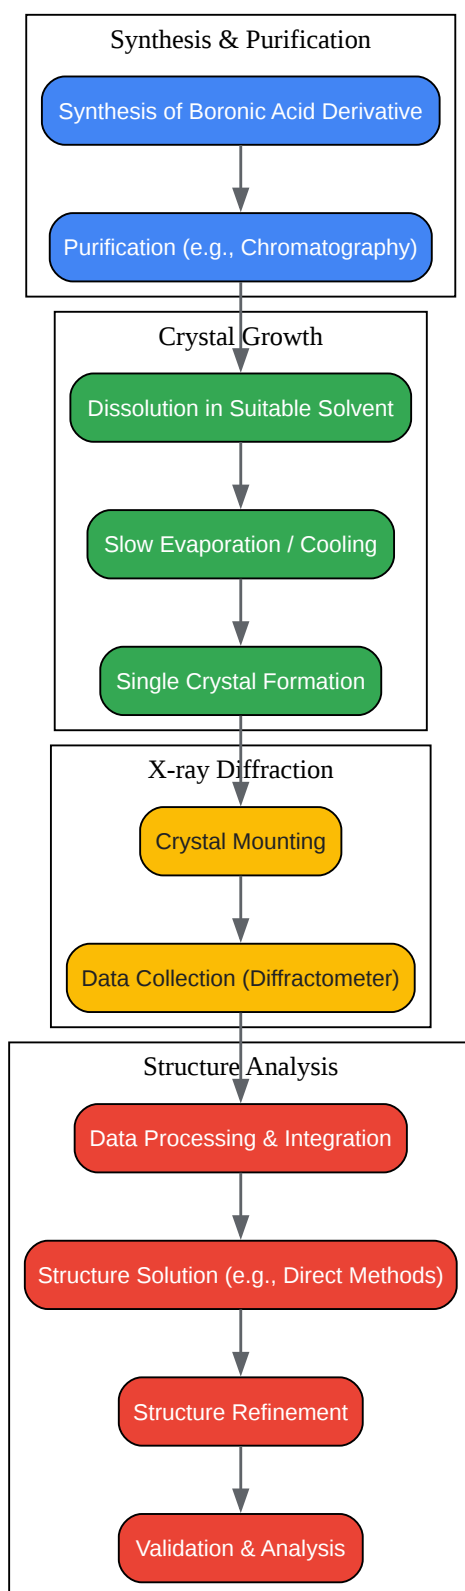 Synthesis & Purification
Synthesis of Boronic Acid Derivative
Purification (e.g., Chromatography)
Crystal Growth
Dissolution in Suitable Solvent
Slow Evaporation / Cooling
Single Crystal Formation
X-ray Diffraction
Crystal Mounting
Data Collection (Diffractometer)
Structure Analysis
Data Processing & Integration
Structure Solution (e.g., Direct Methods)
Structure Refinement
Validation & Analysis